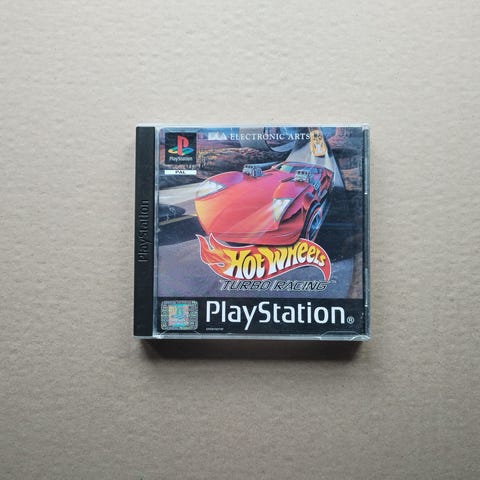 ELECTRONIC ARTS
PlayStation
PAL
PlayStation
HOT WHEELS
TURBO RACING
PlayStation®